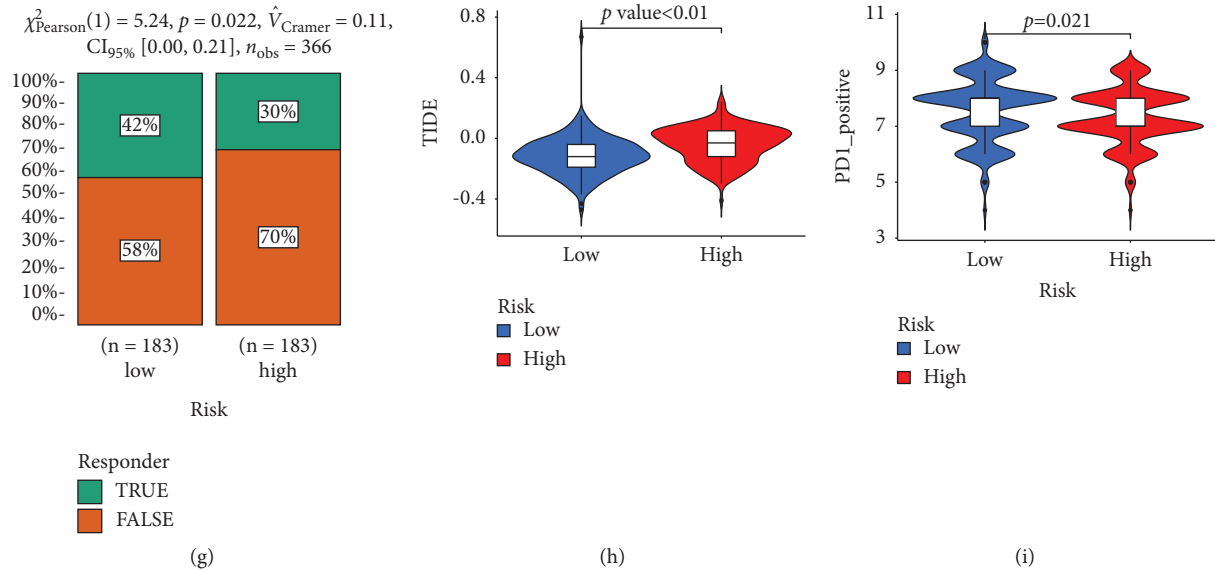 χ²Pearson(1) = 5.24, p = 0.022, V̂Cramer = 0.11,
CI95% [0.00, 0.21], nobs = 366
100%-
90%-
80%-
70%-
60%-
50%-
40%-
30%-
20%-
10%-
0%-
42%
58%
30%
70%
(n = 183)
low
(n = 183)
high
Risk
Responder
TRUE
FALSE
(g)
TIDE
0.8
0.4
0.0
-0.4
p value<0.01
Low
High
Risk
Low
High
(h)
PD1_positive
11
9
7
5
3
p=0.021
Low
High
Risk
Risk
Low
High
(i)